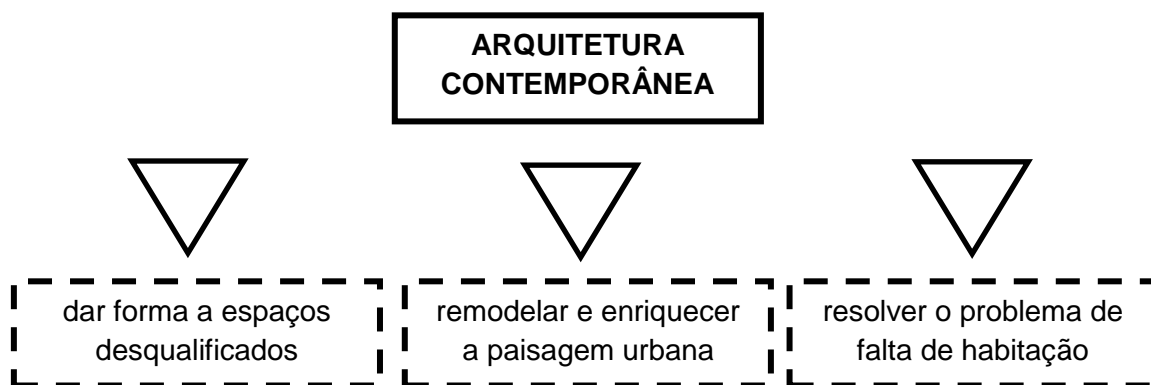 ARQUITETURA
CONTEMPORÂNEA
dar forma a espaços
desqualificados
remodelar e enriquecer
a paisagem urbana
resolver o problema de
falta de habitação